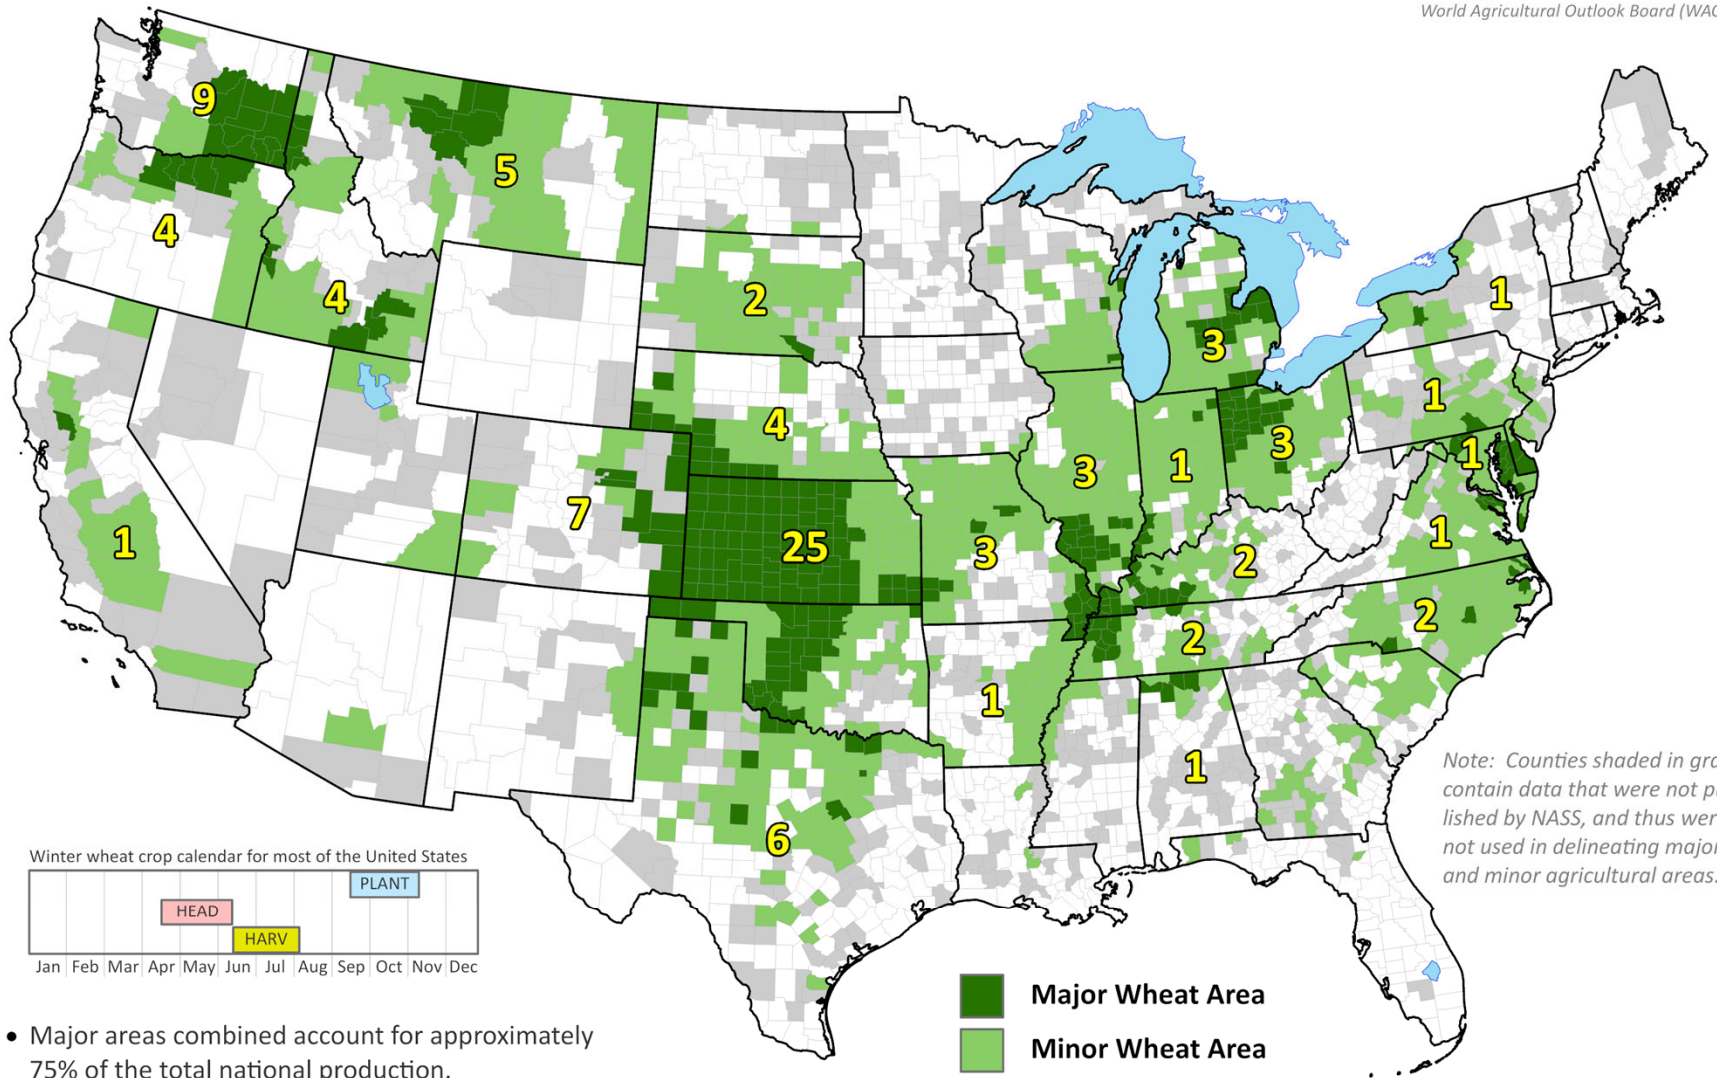 World Agricultural Outlook Board (WAO
9
5
4
4
2
1
3
1
4
3
3
1
3
1
7
25
3
2
1
1
2
2
1
1
6
Note: Counties shaded in gra
contain data that were not p
lished by NASS, and thus were
not used in delineating major
and minor agricultural areas.
Winter wheat crop calendar for most of the United States
PLANT
HEAD
HARV
Jan Feb Mar Apr May Jun Jul Aug Sep Oct Nov Dec
Major Wheat Area
Minor Wheat Area
• Major areas combined account for approximately
75% of the total national production.